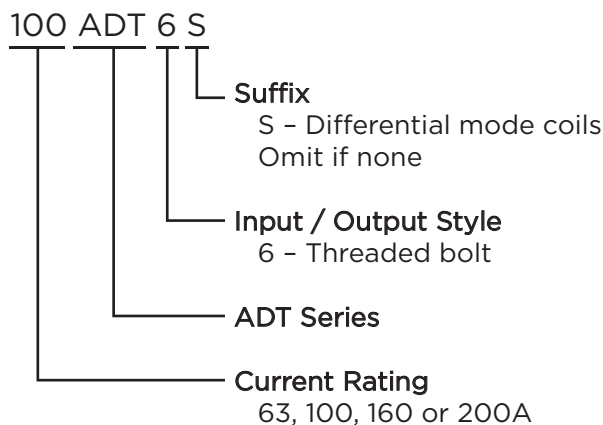 100 ADT 6 S
Suffix
S – Differential mode coils
Omit if none
Input / Output Style
6 – Threaded bolt
ADT Series
Current Rating
63, 100, 160 or 200A